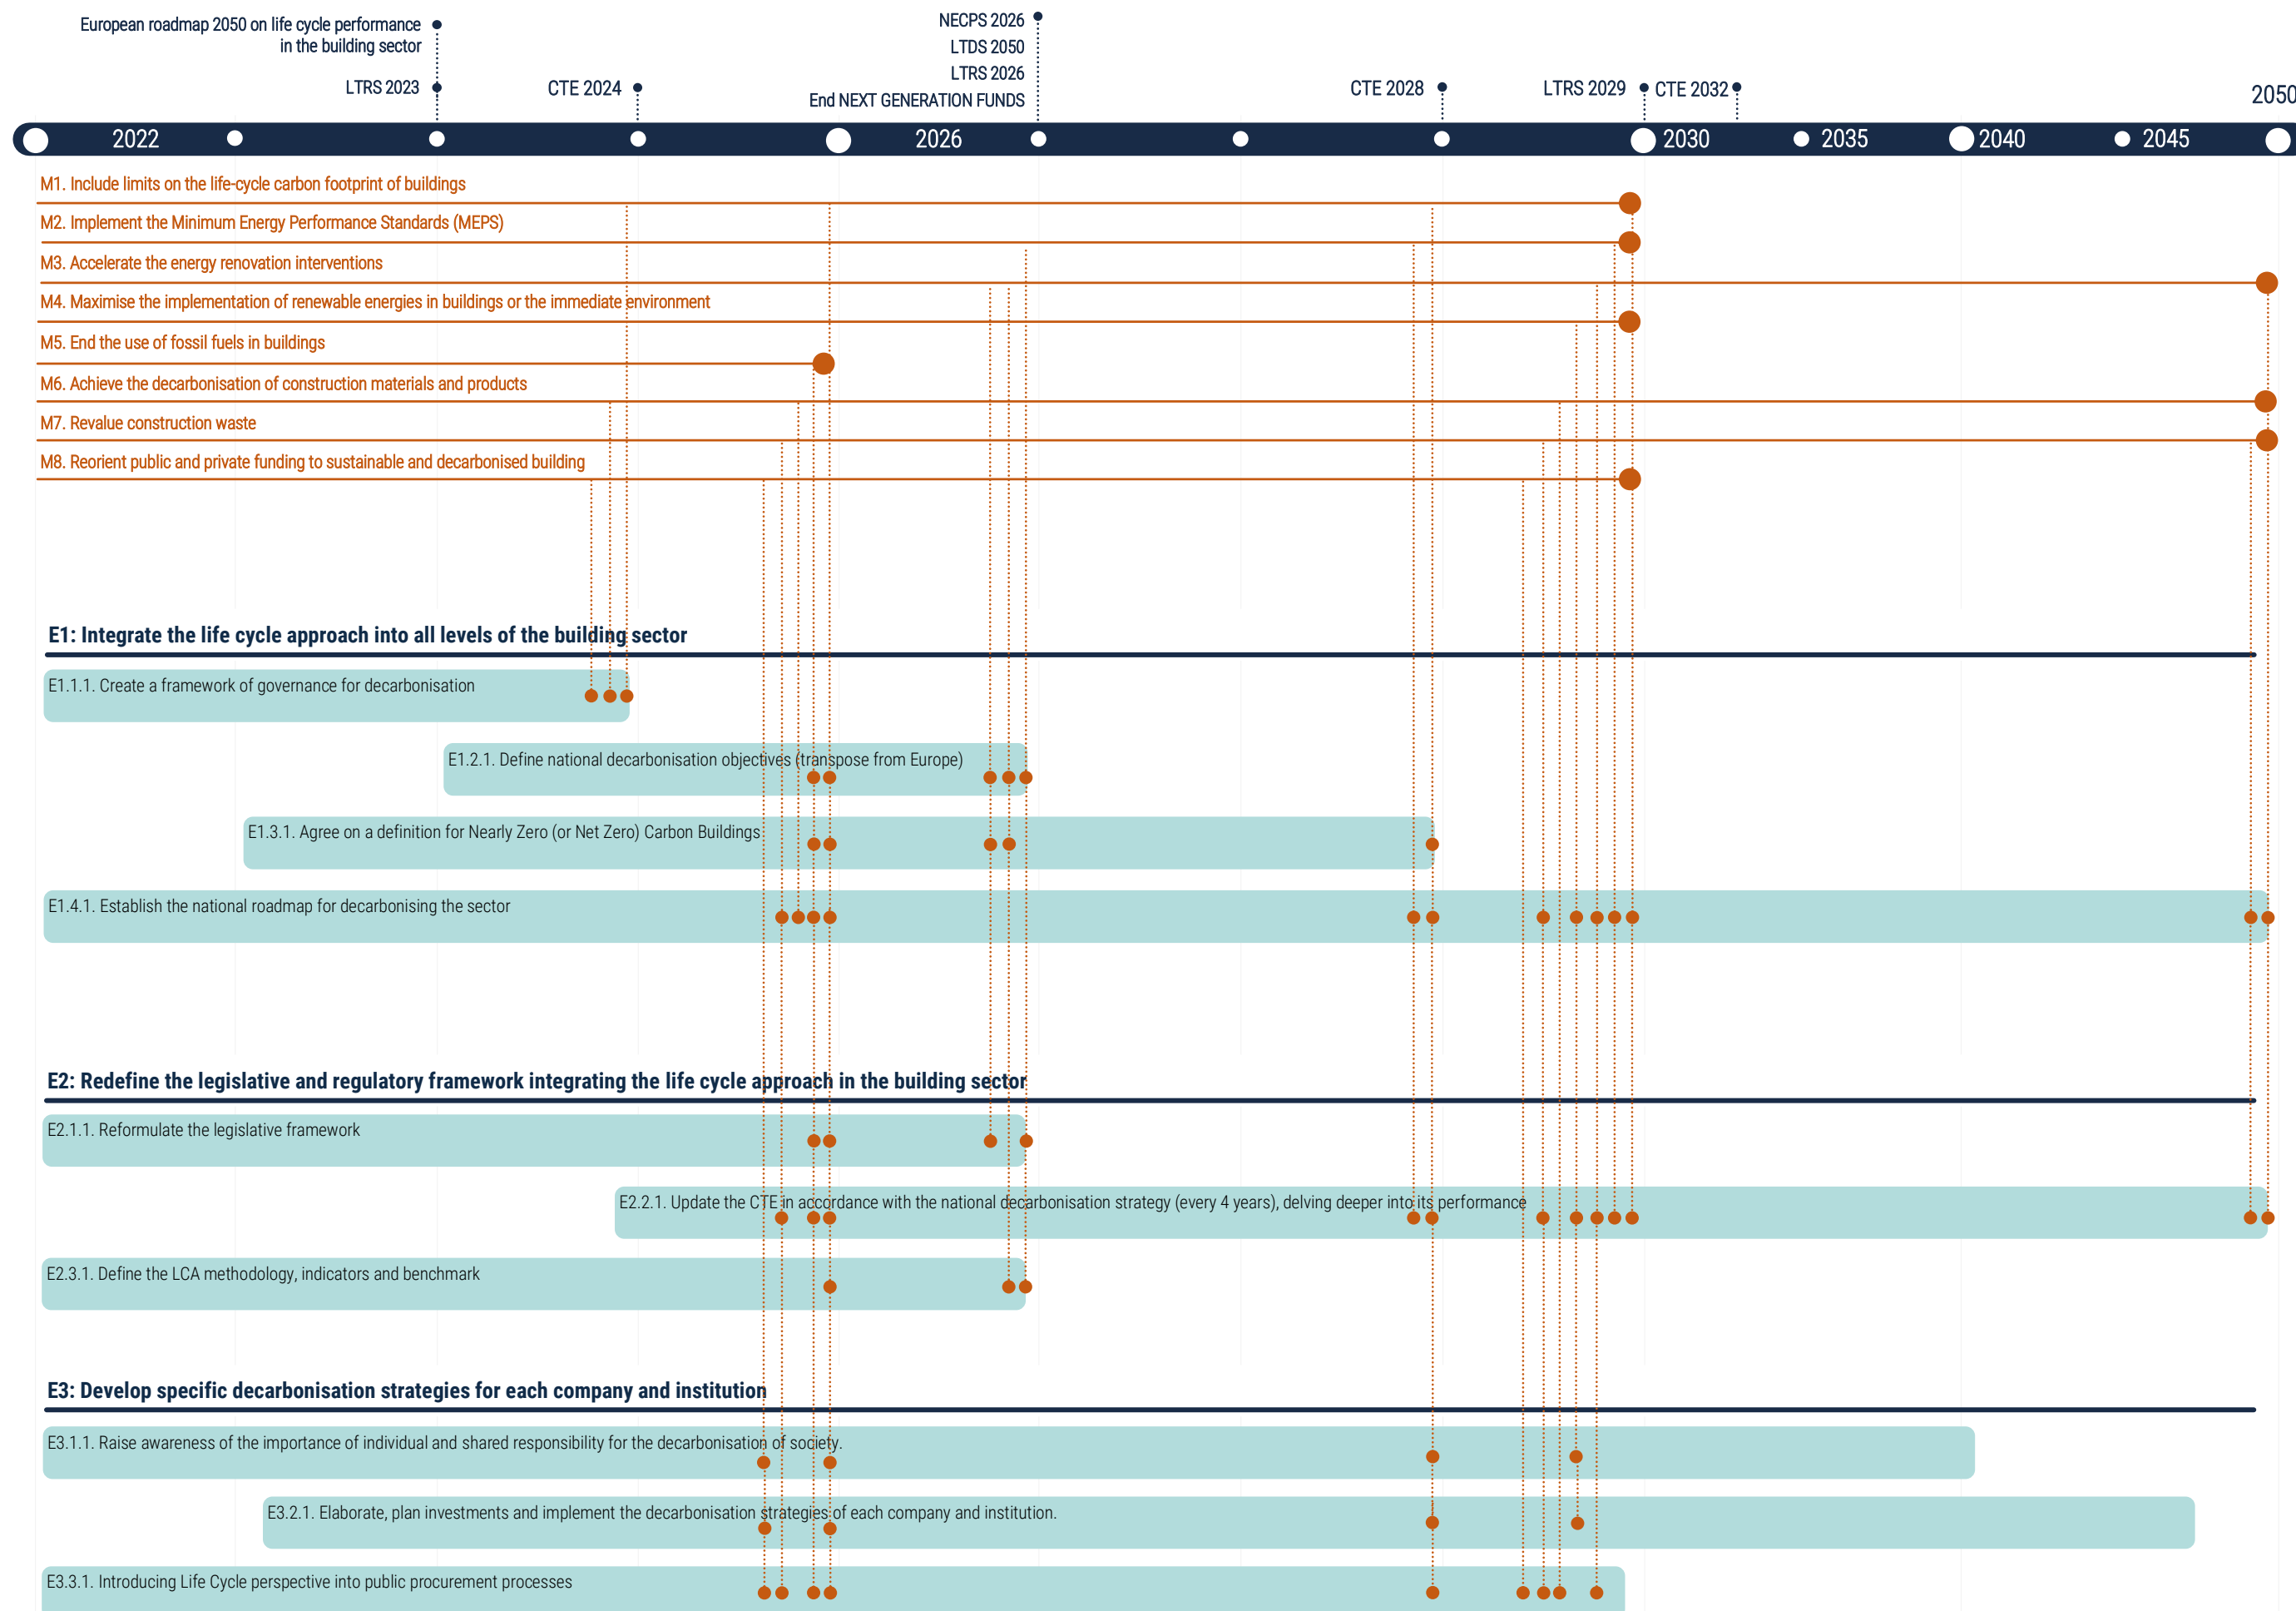 European roadmap 2050 on life cycle performance
in the building sector
LTRS 2023
CTE 2024
NECPS 2026
LTDS 2050
LTRS 2026
End NEXT GENERATION FUNDS
CTE 2028
LTRS 2029
CTE 2032
2050
2022
2026
2030
2035
2040
2045
M1. Include limits on the life-cycle carbon footprint of buildings
M2. Implement the Minimum Energy Performance Standards (MEPS)
M3. Accelerate the energy renovation interventions
M4. Maximise the implementation of renewable energies in buildings or the immediate environment
M5. End the use of fossil fuels in buildings
M6. Achieve the decarbonisation of construction materials and products
M7. Revalue construction waste
M8. Reorient public and private funding to sustainable and decarbonised building
E1: Integrate the life cycle approach into all levels of the building sector
E1.1.1. Create a framework of governance for decarbonisation
E1.2.1. Define national decarbonisation objectives (transpose from Europe)
E1.3.1. Agree on a definition for Nearly Zero (or Net Zero) Carbon Buildings
E1.4.1. Establish the national roadmap for decarbonising the sector
E2: Redefine the legislative and regulatory framework integrating the life cycle approach in the building sector
E2.1.1. Reformulate the legislative framework
E2.2.1. Update the CTE in accordance with the national decarbonisation strategy (every 4 years), delving deeper into its performance
E2.3.1. Define the LCA methodology, indicators and benchmark
E3: Develop specific decarbonisation strategies for each company and institution
E3.1.1. Raise awareness of the importance of individual and shared responsibility for the decarbonisation of society.
E3.2.1. Elaborate, plan investments and implement the decarbonisation strategies of each company and institution.
E3.3.1. Introducing Life Cycle perspective into public procurement processes